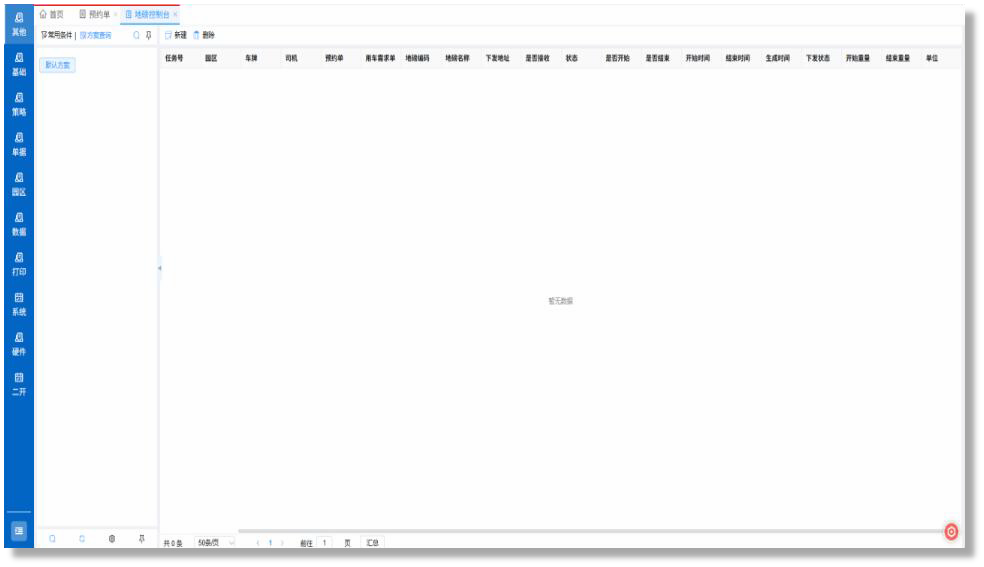 首页 预约单 × 地磅控制台 ×
常用条件 | 方案查询
新建 删除
默认方案
任务号 园区 车牌 司机 预约单 用车需求单 地磅编码 地磅名称 下发地址 是否接收 状态 是否开始 是否结束 开始时间 结束时间 生成时间 下发状态 开始重量 结束重量 单位
其他
基础
策略
单据
园区
数据
打印
系统
硬件
二开
暂无数据
共 0 条 50条/页 1 前往 1 页 汇总